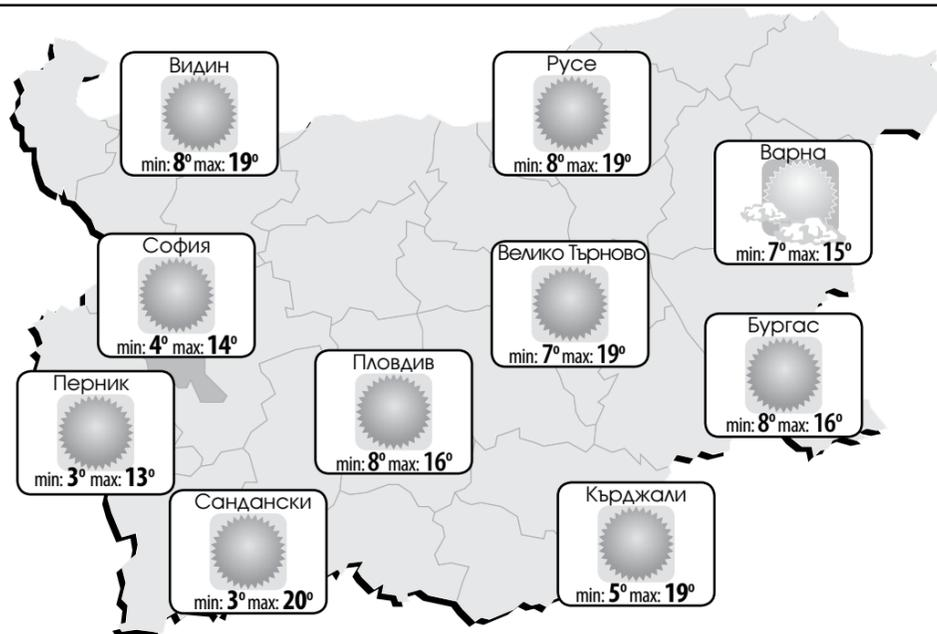 Видин
min: 8° max: 19°
Русе
min: 8° max: 19°
Варна
min: 7° max: 15°
София
min: 4° max: 14°
Велико Търново
min: 7° max: 19°
Бургас
min: 8° max: 16°
Пловдив
min: 8° max: 16°
Перник
min: 3° max: 13°
Сандански
min: 3° max: 20°
Кърджали
min: 5° max: 19°